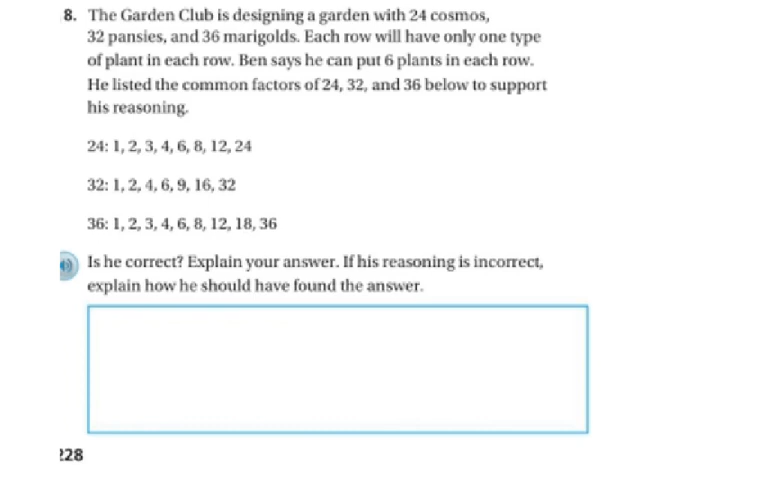 8. The Garden Club is designing a garden with 24 cosmos,
32 pansies, and 36 marigolds. Each row will have only one type
of plant in each row. Ben says he can put 6 plants in each row.
He listed the common factors of 24, 32, and 36 below to support
his reasoning.
24: 1, 2, 3, 4, 6, 8, 12, 24
32: 1, 2, 4, 6, 9, 16, 32
36: 1, 2, 3, 4, 6, 8, 12, 18, 36
Is he correct? Explain your answer. If his reasoning is incorrect,
explain how he should have found the answer.
228